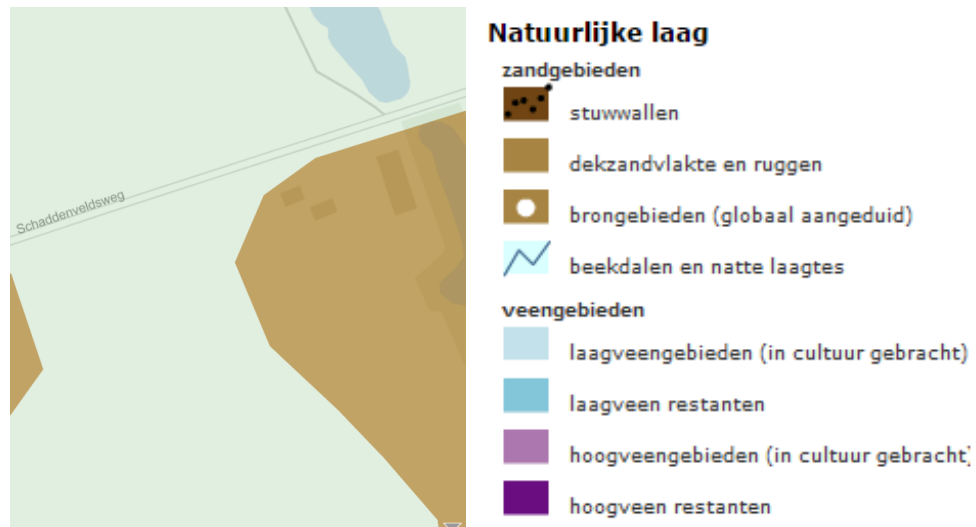 Schaddenveldsweg
Natuurlijke laag
zandgebieden
stuwwallen
dekzandvlakte en ruggen
brongebieden (globaal aangeduid)
beekdalen en natte laagtes
veengebieden
laagveengebieden (in cultuur gebracht)
laagveen restanten
hoogveengebieden (in cultuur gebracht)
hoogveen restanten